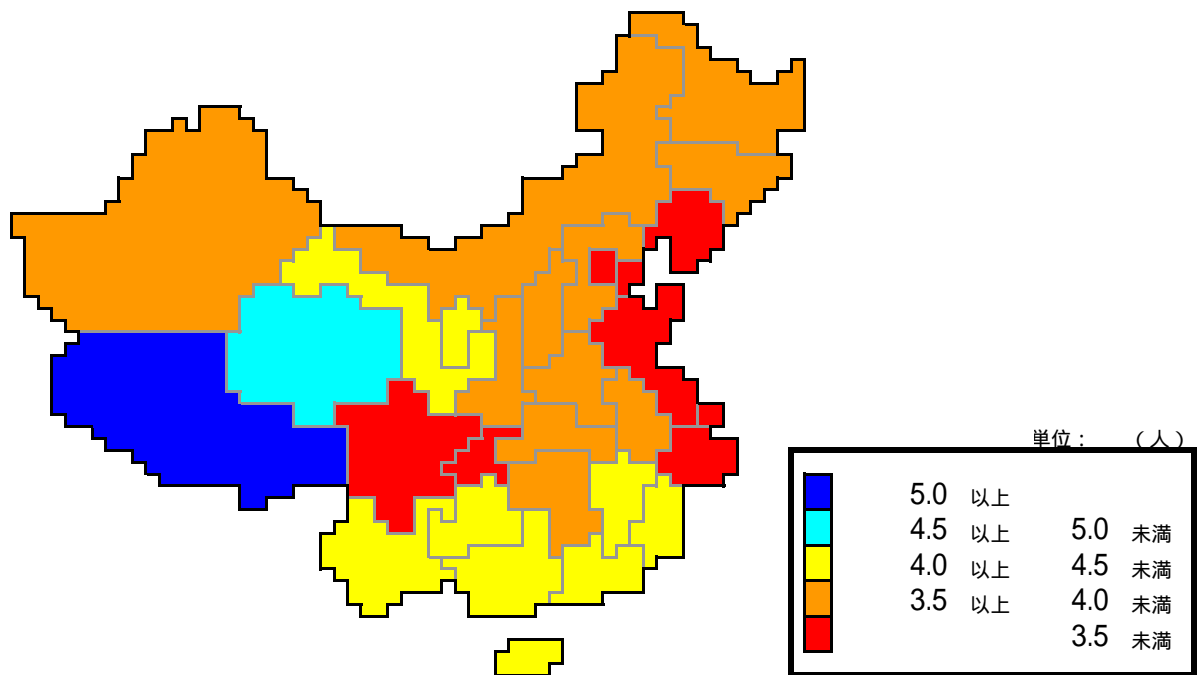 単位： （人）
5.0 以上
4.5 以上 5.0 未満
4.0 以上 4.5 未満
3.5 以上 4.0 未満
3.5 未満